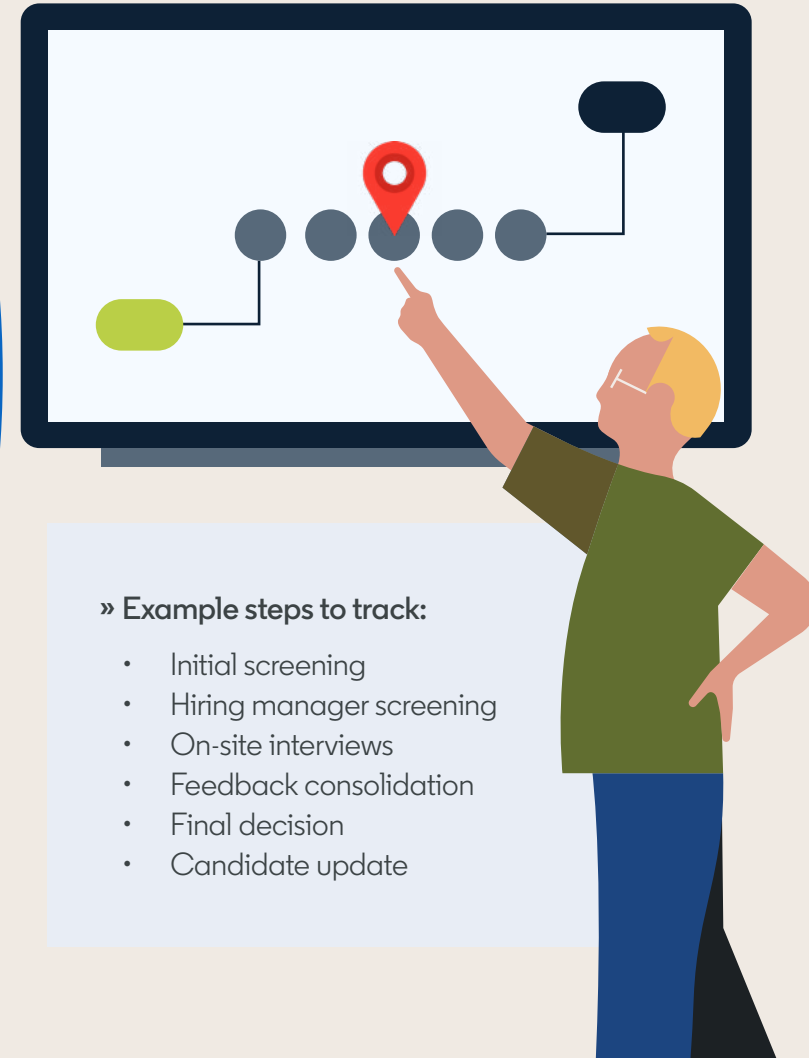 » Example steps to track:
• Initial screening
• Hiring manager screening
• On-site interviews
• Feedback consolidation
• Final decision
• Candidate update